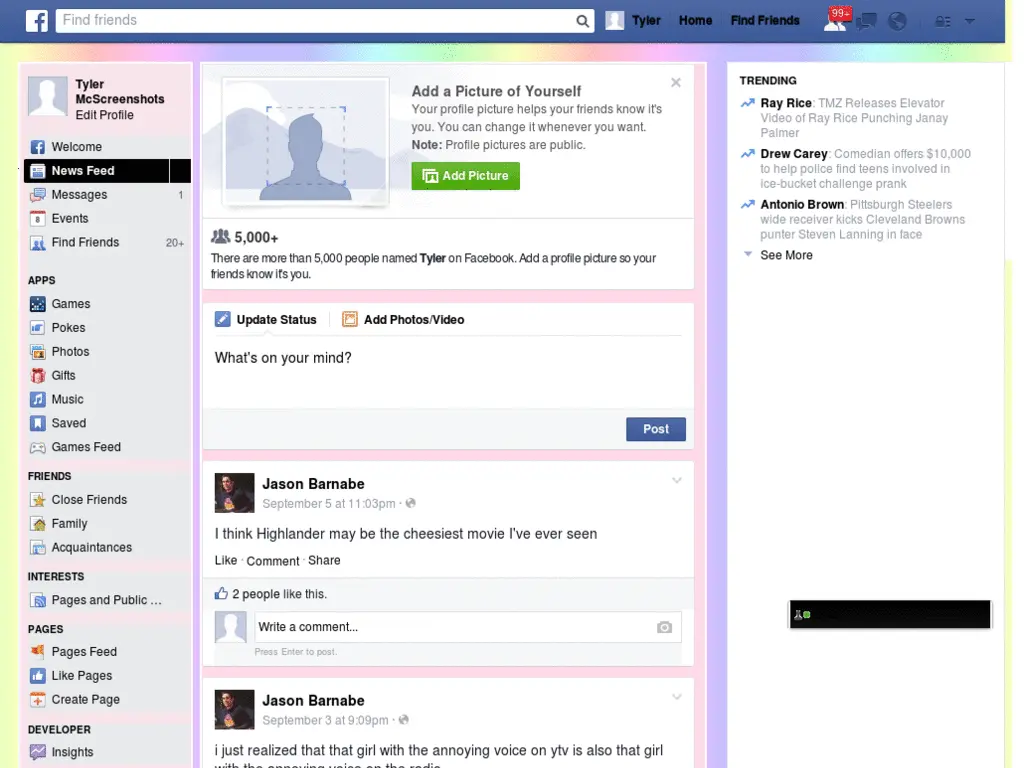 Find friends
Tyler
Home
Find Friends
99+
Tyler
McScreenshots
Edit Profile
Welcome
News Feed
Messages 1
Events
Find Friends 20+
APPS
Games
Pokes
Photos
Gifts
Music
Saved
Games Feed
FRIENDS
Close Friends
Family
Acquaintances
INTERESTS
Pages and Public ...
PAGES
Pages Feed
Like Pages
Create Page
DEVELOPER
Insights
Add a Picture of Yourself
Your profile picture helps your friends know it's
you. You can change it whenever you want.
Note: Profile pictures are public.
Add Picture
5,000+
There are more than 5,000 people named Tyler on Facebook. Add a profile picture so your
friends know it's you.
Update Status
Add Photos/Video
What's on your mind?
Post
Jason Barnabe
September 5 at 11:03pm ·
I think Highlander may be the cheesiest movie I've ever seen
Like · Comment · Share
2 people like this.
Write a comment...
Press Enter to post.
Jason Barnabe
September 3 at 9:09pm ·
i just realized that that girl with the annoying voice on ytv is also that girl
with the annoying voice on the radio
TRENDING
Ray Rice: TMZ Releases Elevator
Video of Ray Rice Punching Janay
Palmer
Drew Carey: Comedian offers $10,000
to help police find teens involved in
ice-bucket challenge prank
Antonio Brown: Pittsburgh Steelers
wide receiver kicks Cleveland Browns
punter Steven Lanning in face
See More